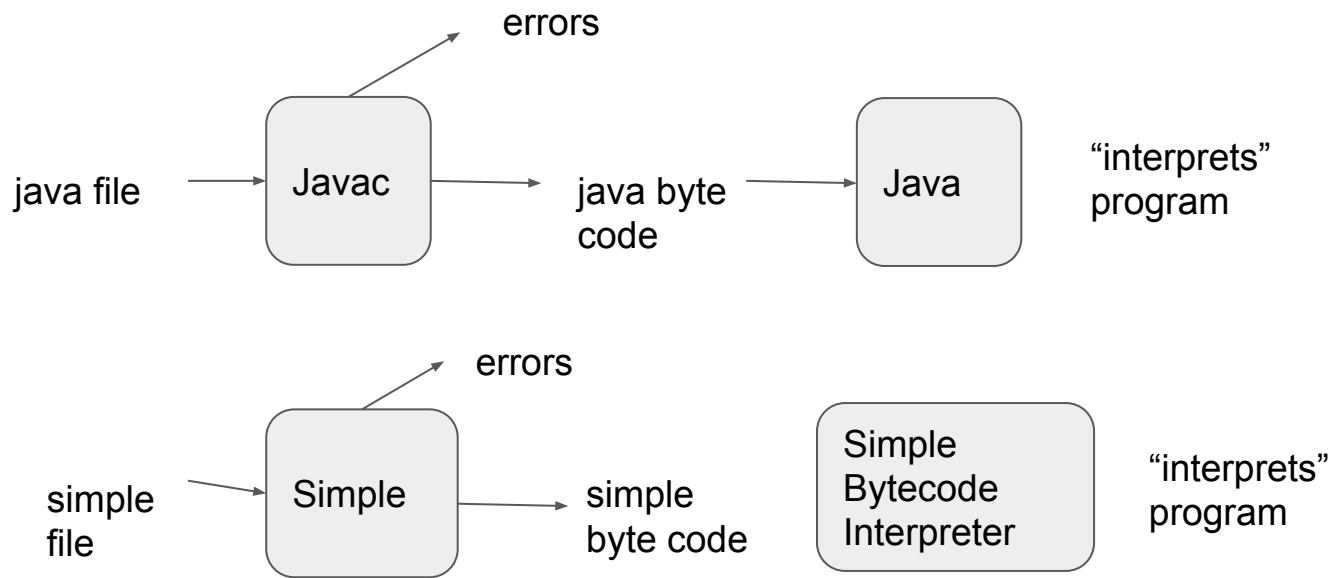 errors
java file
Javac
java byte
code
Java
“interprets”
program
errors
simple
file
Simple
simple
byte code
Simple
Bytecode
Interpreter
“interprets”
program